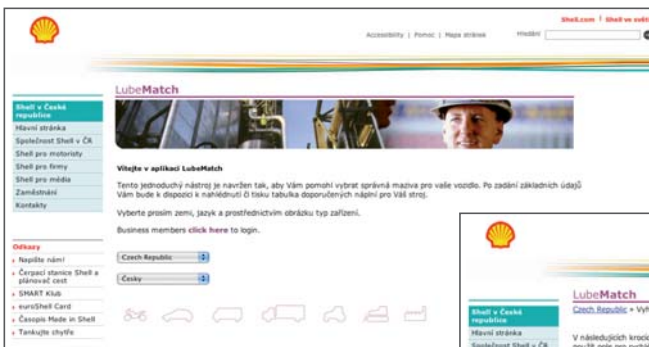 Shell.com | Shell ve světě
Accessibility | Pomoc | Mapa stránek
Hledání
LubeMatch
Shell v České
republice
Hlavní stránka
Společnost Shell v ČR
Shell pro motoristy
Shell pro firmy
Shell pro média
Zaměstnání
Kontakty
Odkazy
Napište nám!
Čerpací stanice Shell a
plánovač cest
SMART Klub
euroShell Card
Časopis Made in Shell
Tankujte chytře
Vítejte v aplikaci LubeMatch
Tento jednoduchý nástroj je navržen tak, aby Vám pomohl vybrat správná maziva pro vaše vozidlo. Po zadání základních údajů
Vám bude k dispozici k nahlédnutí či tisku tabulka doporučených náplní pro Váš stroj.
Vyberte prosím zemi, jazyk a prostřednictvím obrázku typ zařízení.
Business members click here to login.
Czech Republic
Česky
Shell v České
republice
Hlavní stránka
Společnost Shell v ČR
LubeMatch
Czech Republic »
V následujících